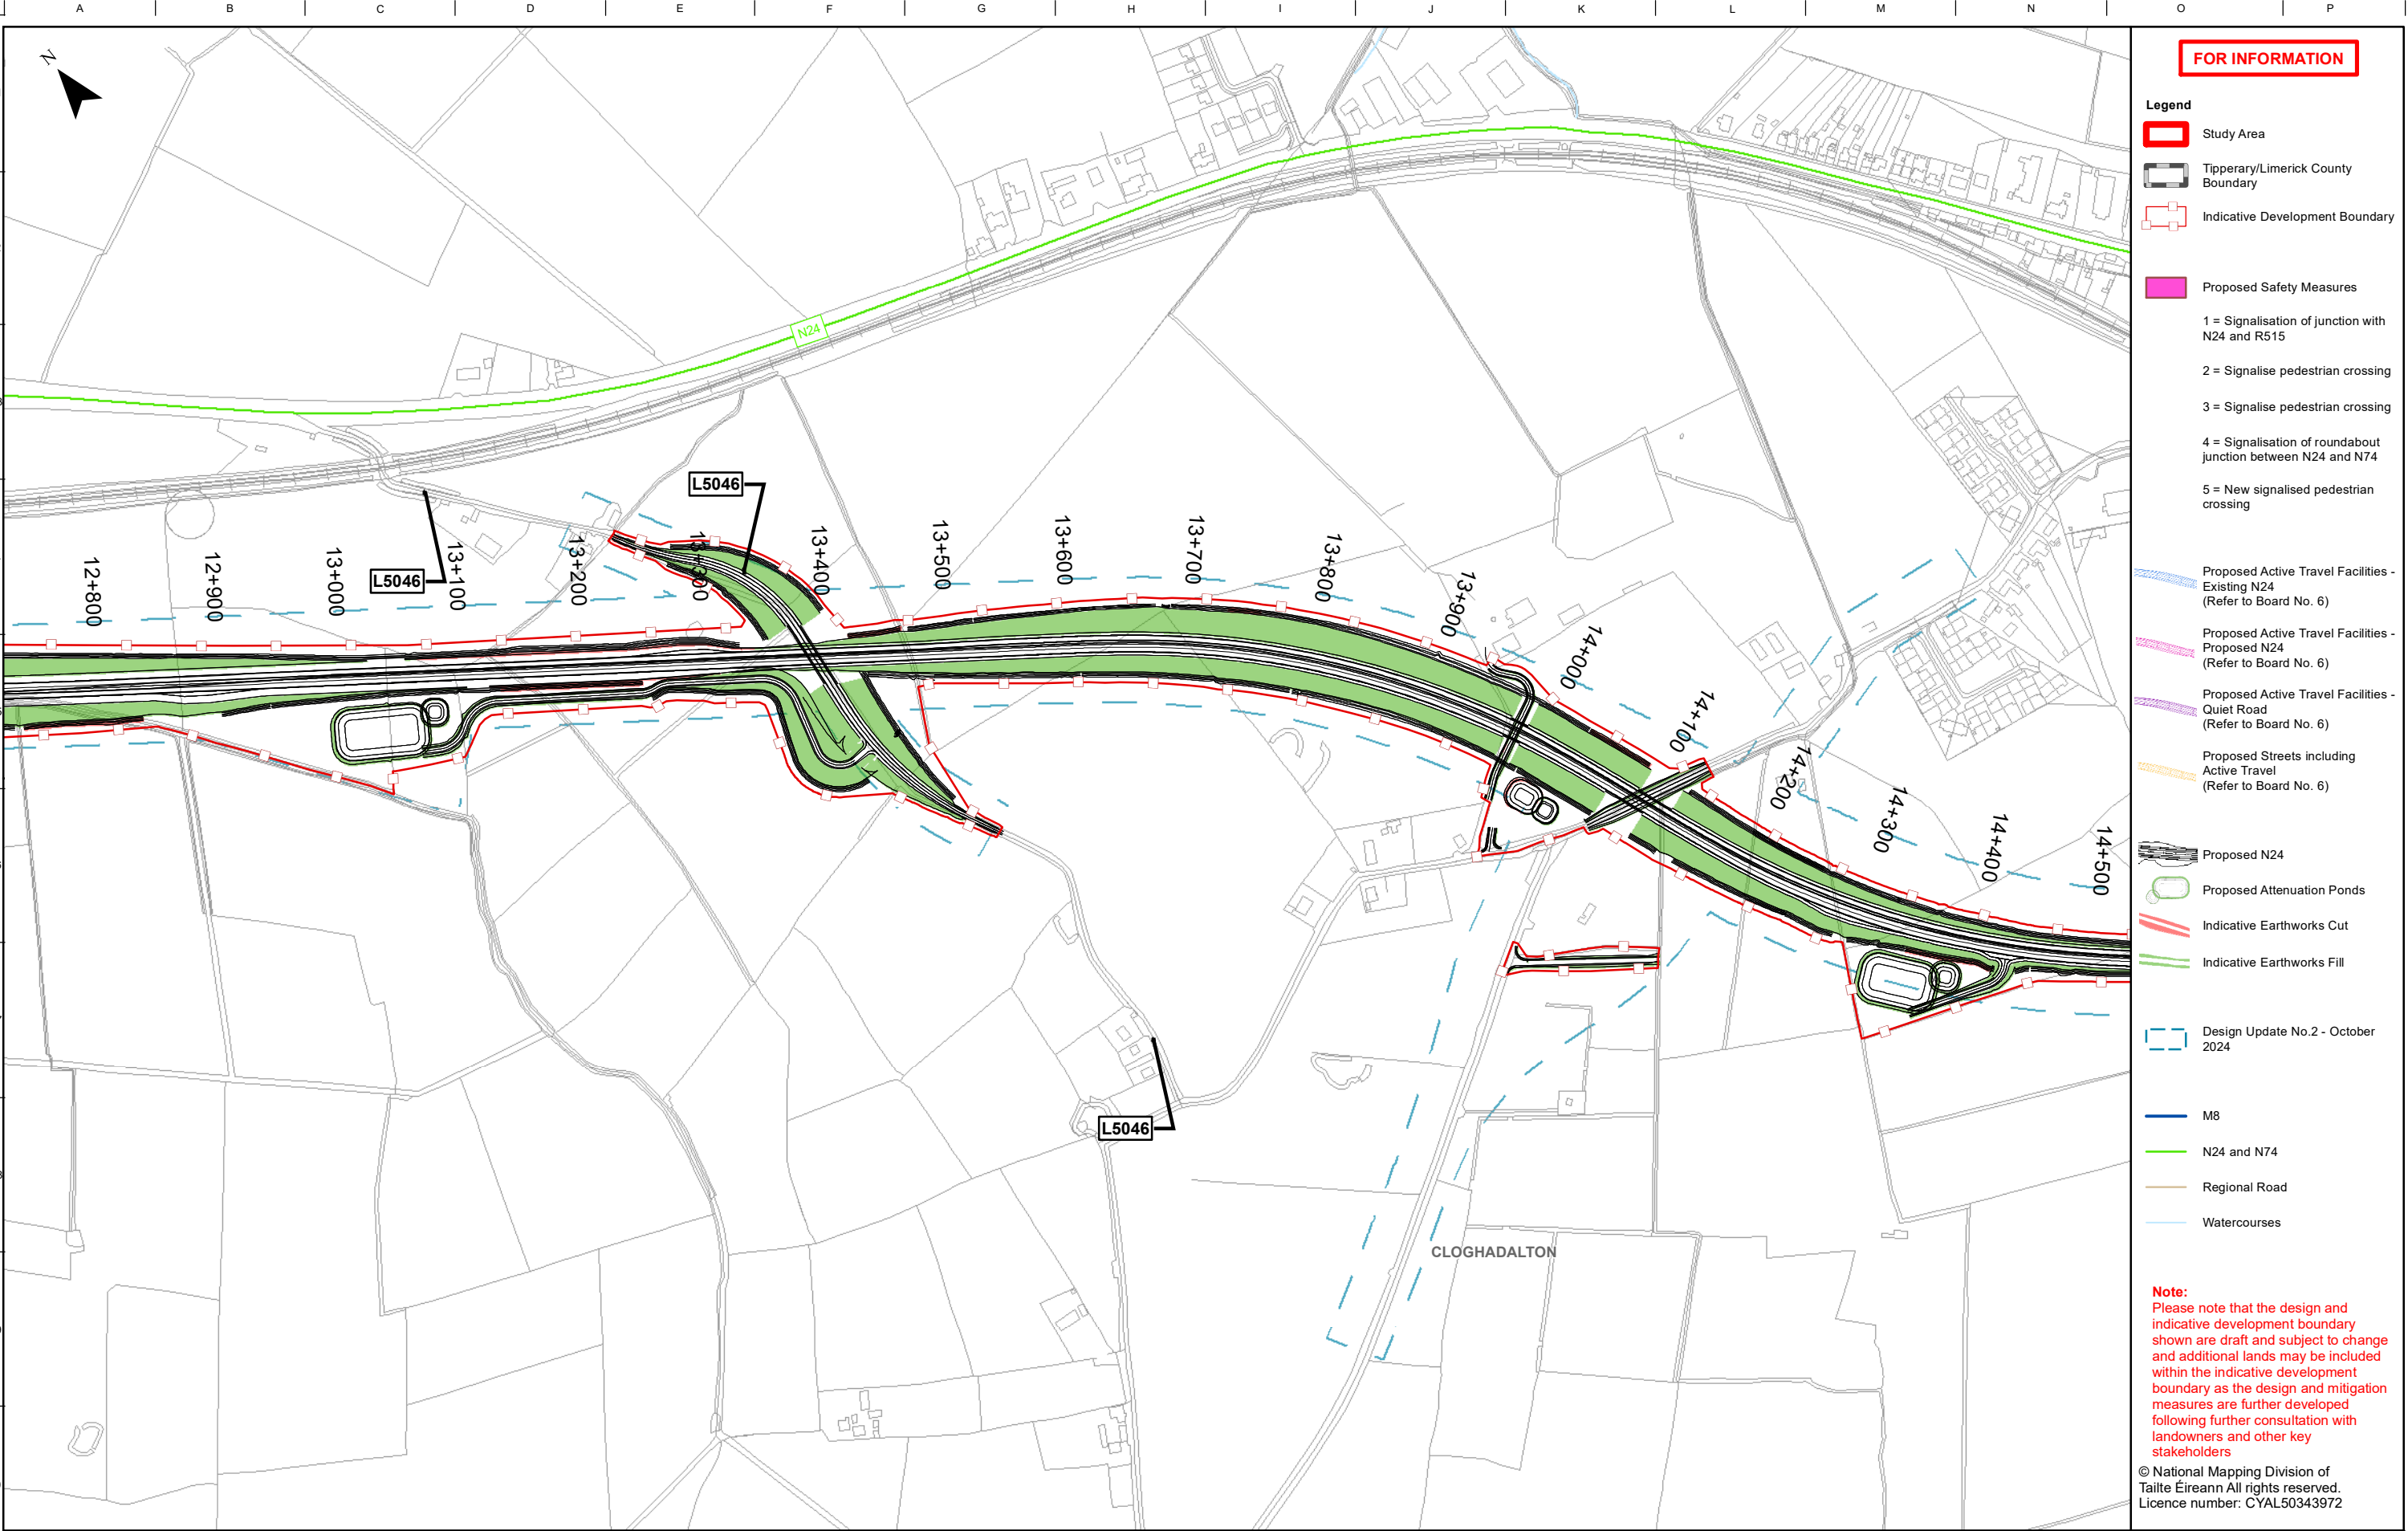 A
B
C
D
E
F
G
H
I
J
K
L
M
N
O
P
N
FOR INFORMATION
Legend
Study Area
Tipperary/Limerick County
Boundary
Indicative Development Boundary
Proposed Safety Measures
1 = Signalisation of junction with
N24 and R515
2 = Signalise pedestrian crossing
3 = Signalise pedestrian crossing
4 = Signalisation of roundabout
junction between N24 and N74
5 = New signalised pedestrian
crossing
Proposed Active Travel Facilities -
Existing N24
(Refer to Board No. 6)
Proposed Active Travel Facilities -
Proposed N24
(Refer to Board No. 6)
Proposed Active Travel Facilities -
Quiet Road
(Refer to Board No. 6)
Proposed Streets including
Active Travel
(Refer to Board No. 6)
Proposed N24
Proposed Attenuation Ponds
Indicative Earthworks Cut
Indicative Earthworks Fill
Design Update No.2 - October
2024
M8
N24 and N74
Regional Road
Watercourses
Note:
Please note that the design and
indicative development boundary
shown are draft and subject to change
and additional lands may be included
within the indicative development
boundary as the design and mitigation
measures are further developed
following further consultation with
landowners and other key
stakeholders
© National Mapping Division of
Tailte Éireann All rights reserved.
Licence number: CYAL50343972
N24
L5046
L5046
12+800
12+900
13+000
13+100
13+200
13+300
13+400
13+500
13+600
13+700
13+800
13+900
14+000
14+100
14+200
14+300
14+400
14+500
L5046
CLOGHADALTON